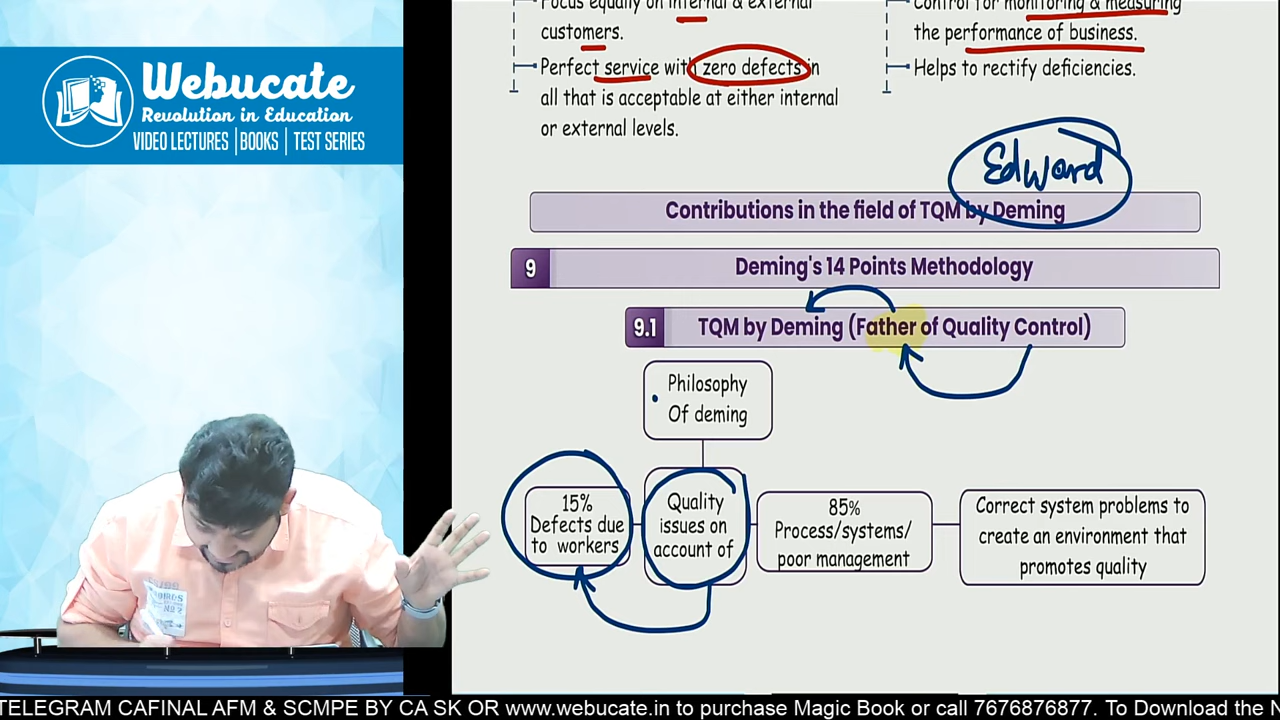 Webucate
Revolution in Education
VIDEO LECTURES | BOOKS | TEST SERIES
Focus equally on internal & external
customers.
Perfect service with zero defects in
all that is acceptable at either internal
or external levels.
Control for monitoring & measuring
the performance of business.
Helps to rectify deficiencies.
Edward
Contributions in the field of TQM by Deming
9 Deming's 14 Points Methodology
9.1 TQM by Deming (Father of Quality Control)
Philosophy
Of deming
15%
Defects due
to workers
Quality
issues on
account of
85%
Process/systems/
poor management
Correct system problems to
create an environment that
promotes quality
TELEGRAM CAFINAL AFM & SCMPE BY CA SK OR www.webucate.in to purchase Magic Book or call 7676876877. To Download the N